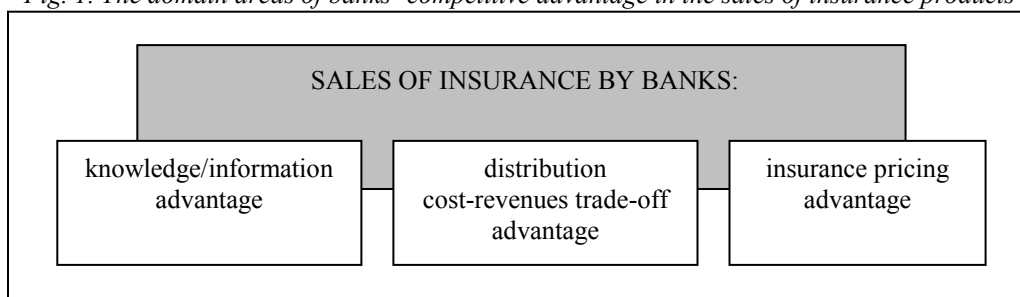 Fig. 1. The domain areas of banks' competitive advantage in the sales of insurance products
SALES OF INSURANCE BY BANKS:
knowledge/information
advantage
distribution
cost-revenues trade-off
advantage
insurance pricing
advantage